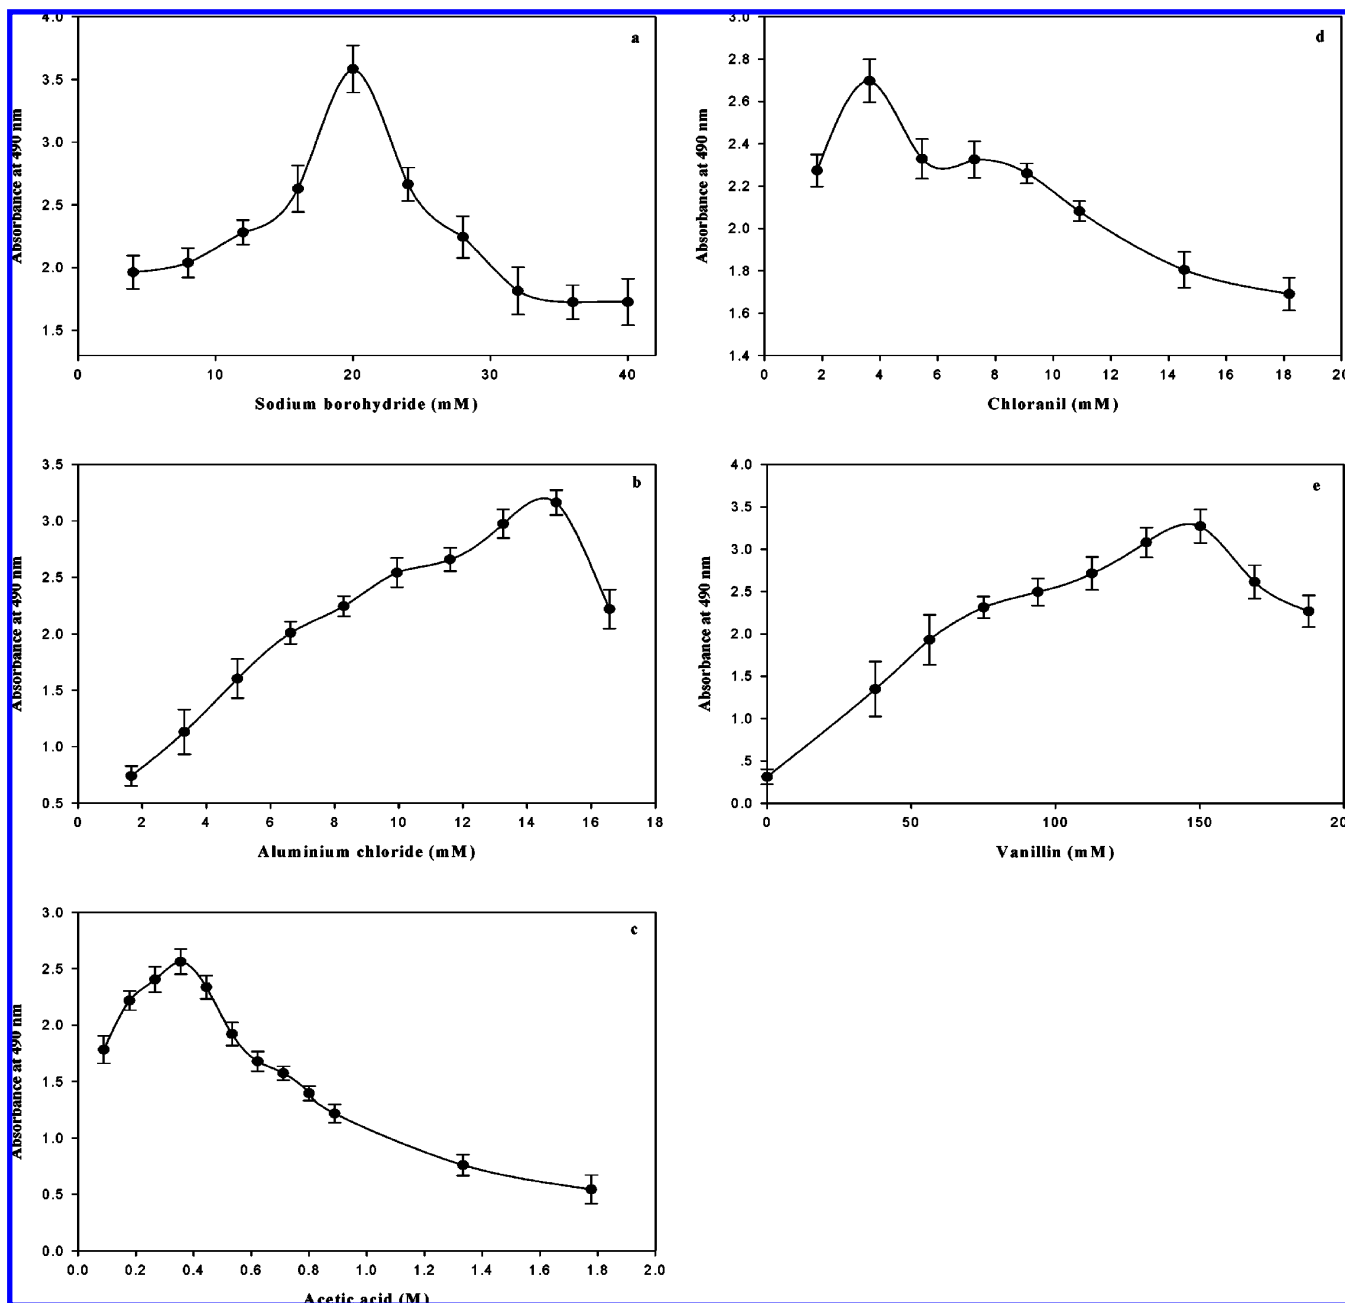 a
4.0
3.5
3.0
2.5
2.0
1.5
Absorbance at 490 nm
0 10 20 30 40
Sodium borohydride (mM)
d
3.0
2.8
2.6
2.4
2.2
2.0
1.8
1.6
1.4
Absorbance at 490 nm
0 2 4 6 8 10 12 14 16 18 20
Chloranil (mM)
b
3.5
3.0
2.5
2.0
1.5
1.0
0.5
Absorbance at 490 nm
0 2 4 6 8 10 12 14 16 18
Aluminium chloride (mM)
e
4.0
3.5
3.0
2.5
2.0
1.5
1.0
.5
0.0
Absorbance at 490 nm
0 50 100 150 20
Vanillin (mM)
c
3.0
2.5
2.0
1.5
1.0
0.5
0.0
Absorbance at 490 nm
0.0 0.2 0.4 0.6 0.8 1.0 1.2 1.4 1.6 1.8 2.0
Acetic acid (M)